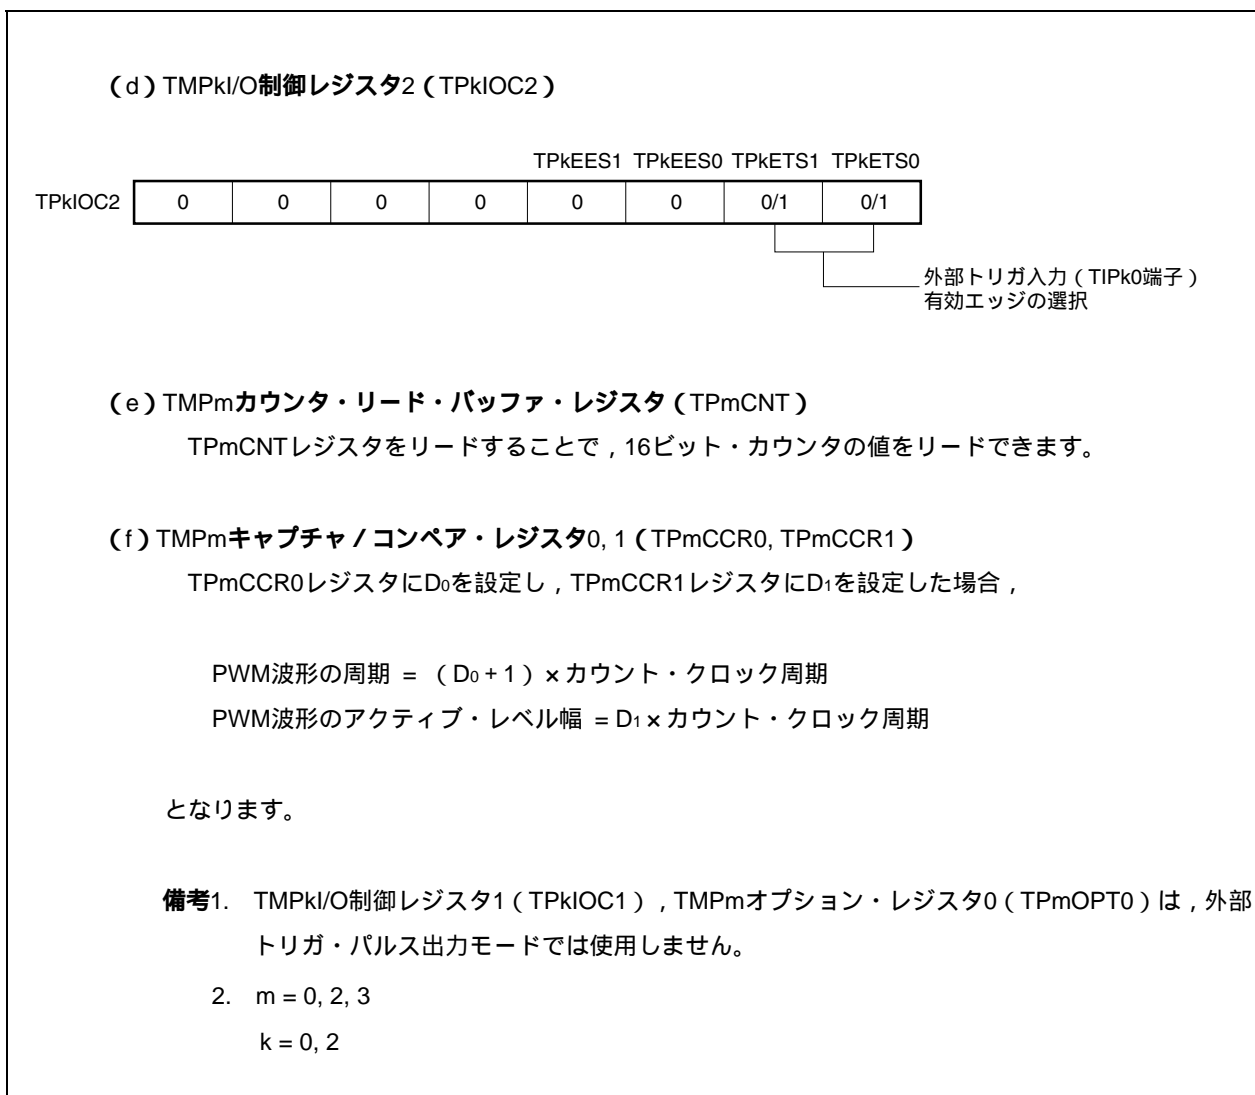 （d）TMPkI/O制御レジスタ2（TPkIOC2）
TPkEES1 TPkEES0 TPkETS1 TPkETS0
TPkIOC2 0 0 0 0 0 0 0/1 0/1
外部トリガ入力（TIPk0端子）
有効エッジの選択
（e）TMPmカウンタ・リード・バッファ・レジスタ（TPmCNT）
TPmCNTレジスタをリードすることで，16ビット・カウンタの値をリードできます。
（f）TMPmキャプチャ／コンペア・レジスタ0, 1（TPmCCR0, TPmCCR1）
TPmCCR0レジスタにD0を設定し，TPmCCR1レジスタにD1を設定した場合，
PWM波形の周期 = （D0 + 1）× カウント・クロック周期
PWM波形のアクティブ・レベル幅 = D1 × カウント・クロック周期
となります。
備考1. TMPkI/O制御レジスタ1（TPkIOC1），TMPmオプション・レジスタ0（TPmOPT0）は，外部
トリガ・パルス出力モードでは使用しません。
2. m = 0, 2, 3
k = 0, 2